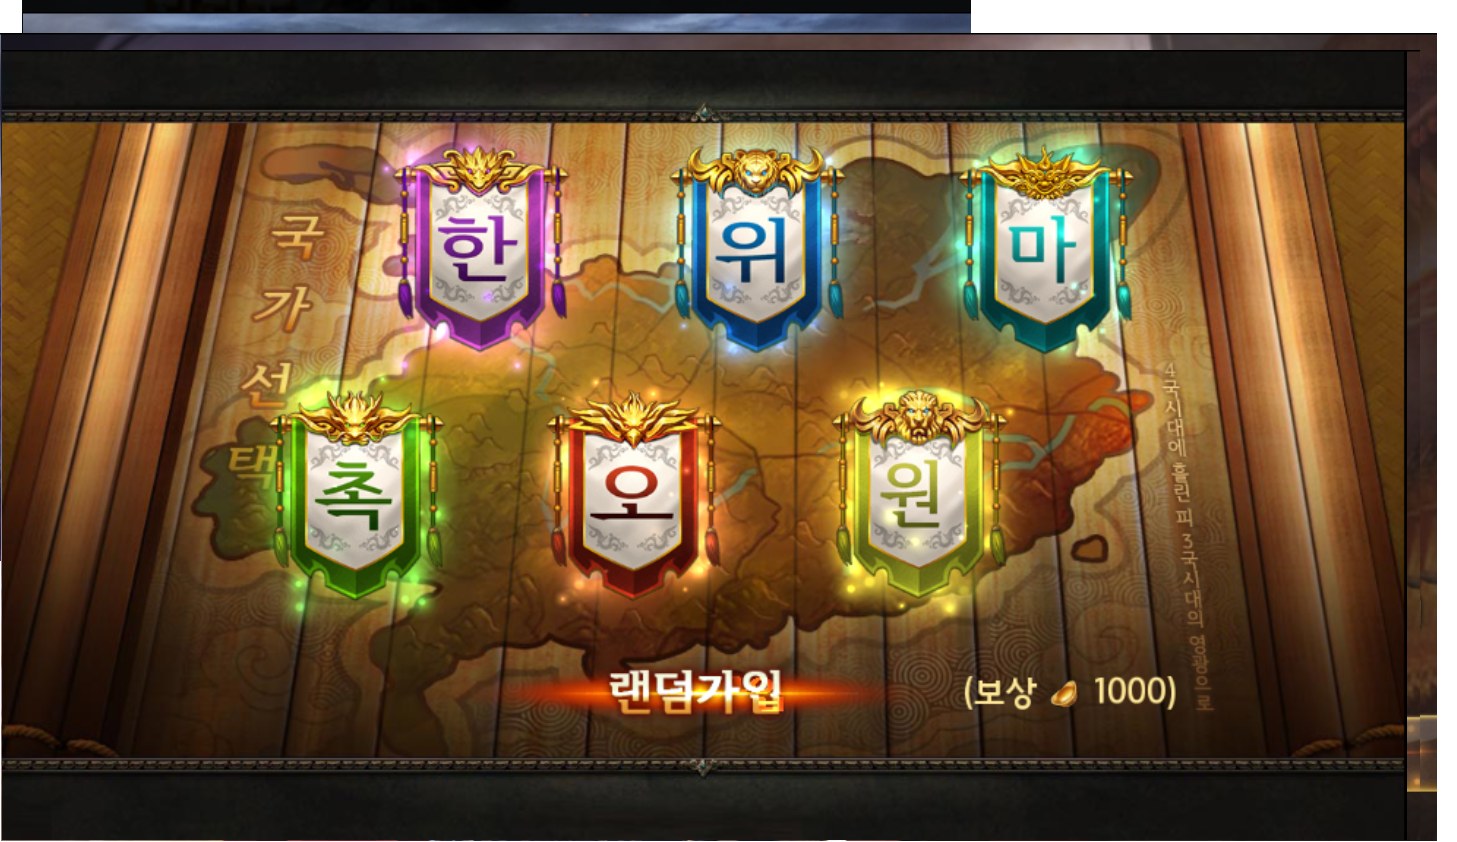 국가선택
한
위
마
촉
오
원
4국시대에 흘린 피 3국시대의 영광으로
랜덤가입
(보상 1000)